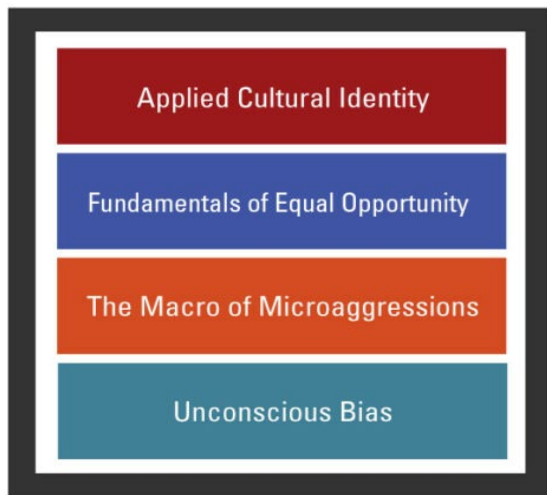 Applied Cultural Identity
Fundamentals of Equal Opportunity
The Macro of Microaggressions
Unconscious Bias